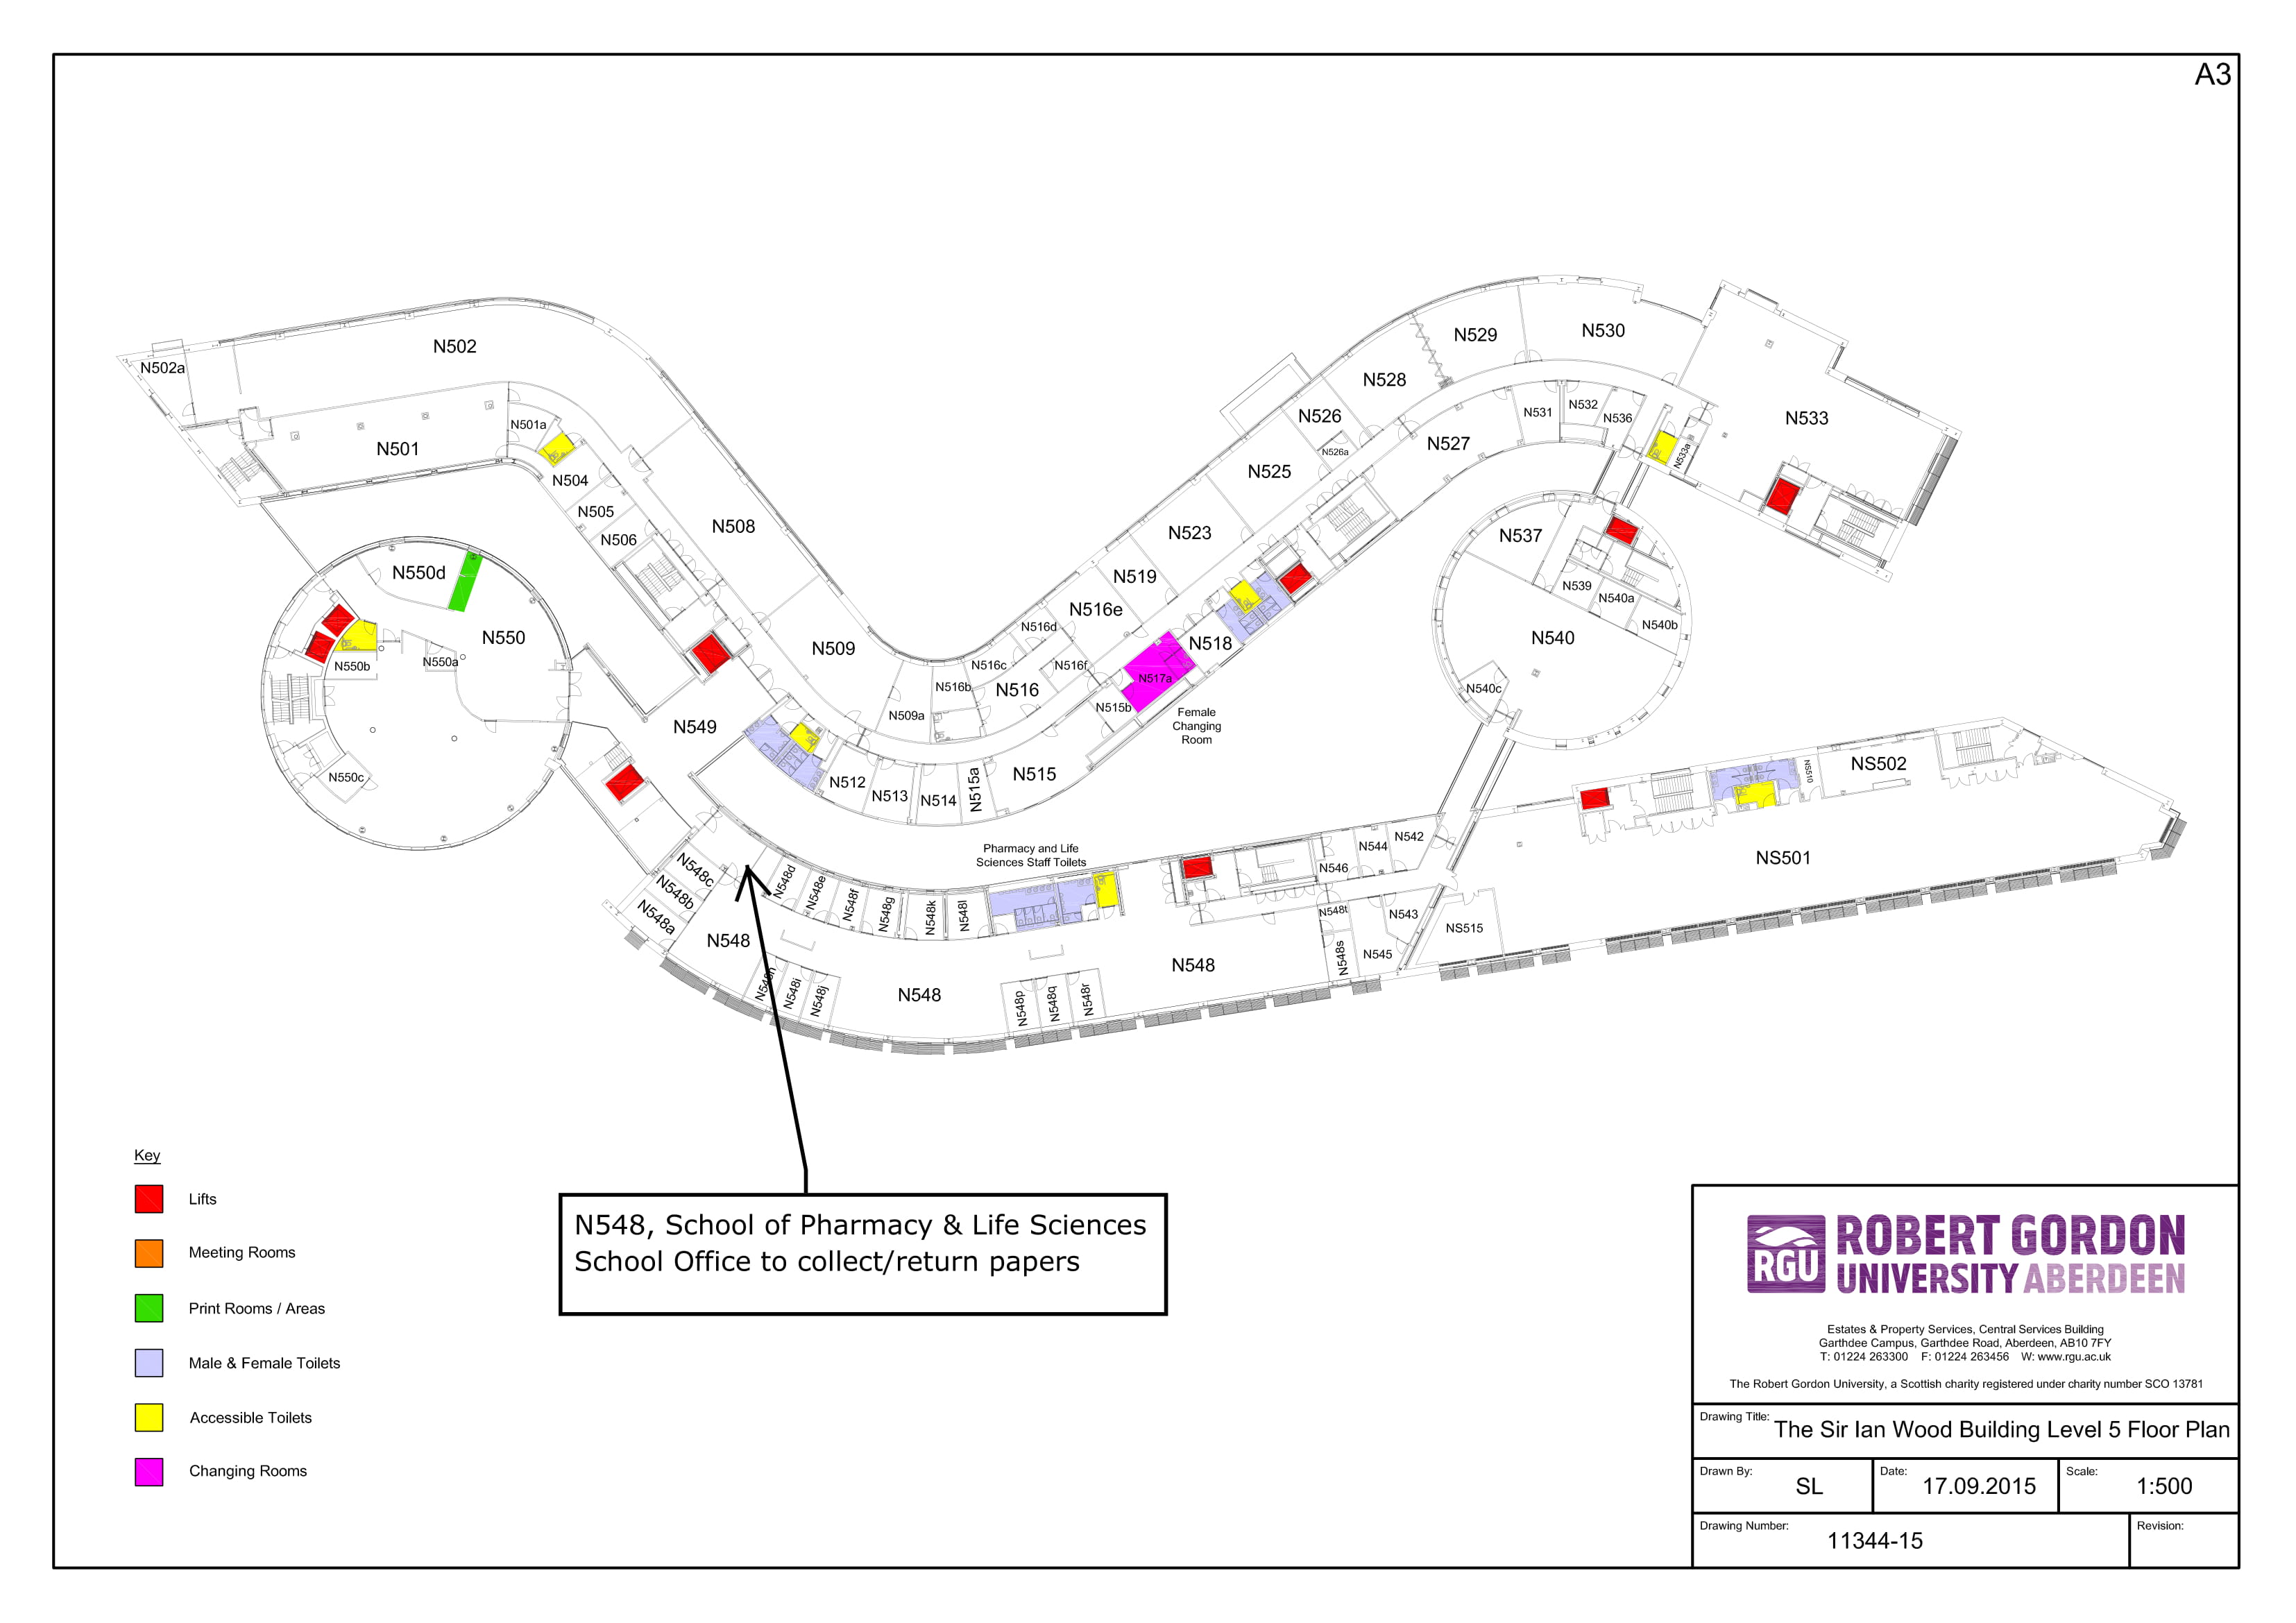 A3
N502
N502a
N501
N501a
N504
N505
N506
N508
N509
N509a
N550d
N550
N550b
N550a
N550c
N549
N512
N513
N514
N515a
N515
N515b
N516b
N516c
N516d
N516
N516f
N516e
N517a
Female
Changing
Room
N518
N519
N523
N525
N526
N526a
N528
N529
N530
N527
N531
N532
N536
N533
N533a
N537
N539
N540a
N540b
N540
N540c
NS502
NS510
NS501
NS515
Pharmacy and Life
Sciences Staff Toilets
N542
N544
N546
N543
N545
N548t
N548s
N548c
N548b
N548a
N548d
N548e
N548f
N548g
N548k
N548l
N548
N548
N548
N548h
N548i
N548j
N548p
N548q
N548r
Key
Lifts
Meeting Rooms
Print Rooms / Areas
Male & Female Toilets
Accessible Toilets
Changing Rooms
N548, School of Pharmacy & Life Sciences
School Office to collect/return papers
RGU
ROBERT GORDON
UNIVERSITY ABERDEEN
Estates & Property Services, Central Services Building
Garthdee Campus, Garthdee Road, Aberdeen, AB10 7FY
T: 01224 263300 F: 01224 263456 W: www.rgu.ac.uk
The Robert Gordon University, a Scottish charity registered under charity number SCO 13781
Drawing Title: The Sir Ian Wood Building Level 5 Floor Plan
Drawn By: SL Date: 17.09.2015 Scale: 1:500
Drawing Number: 11344-15 Revision: